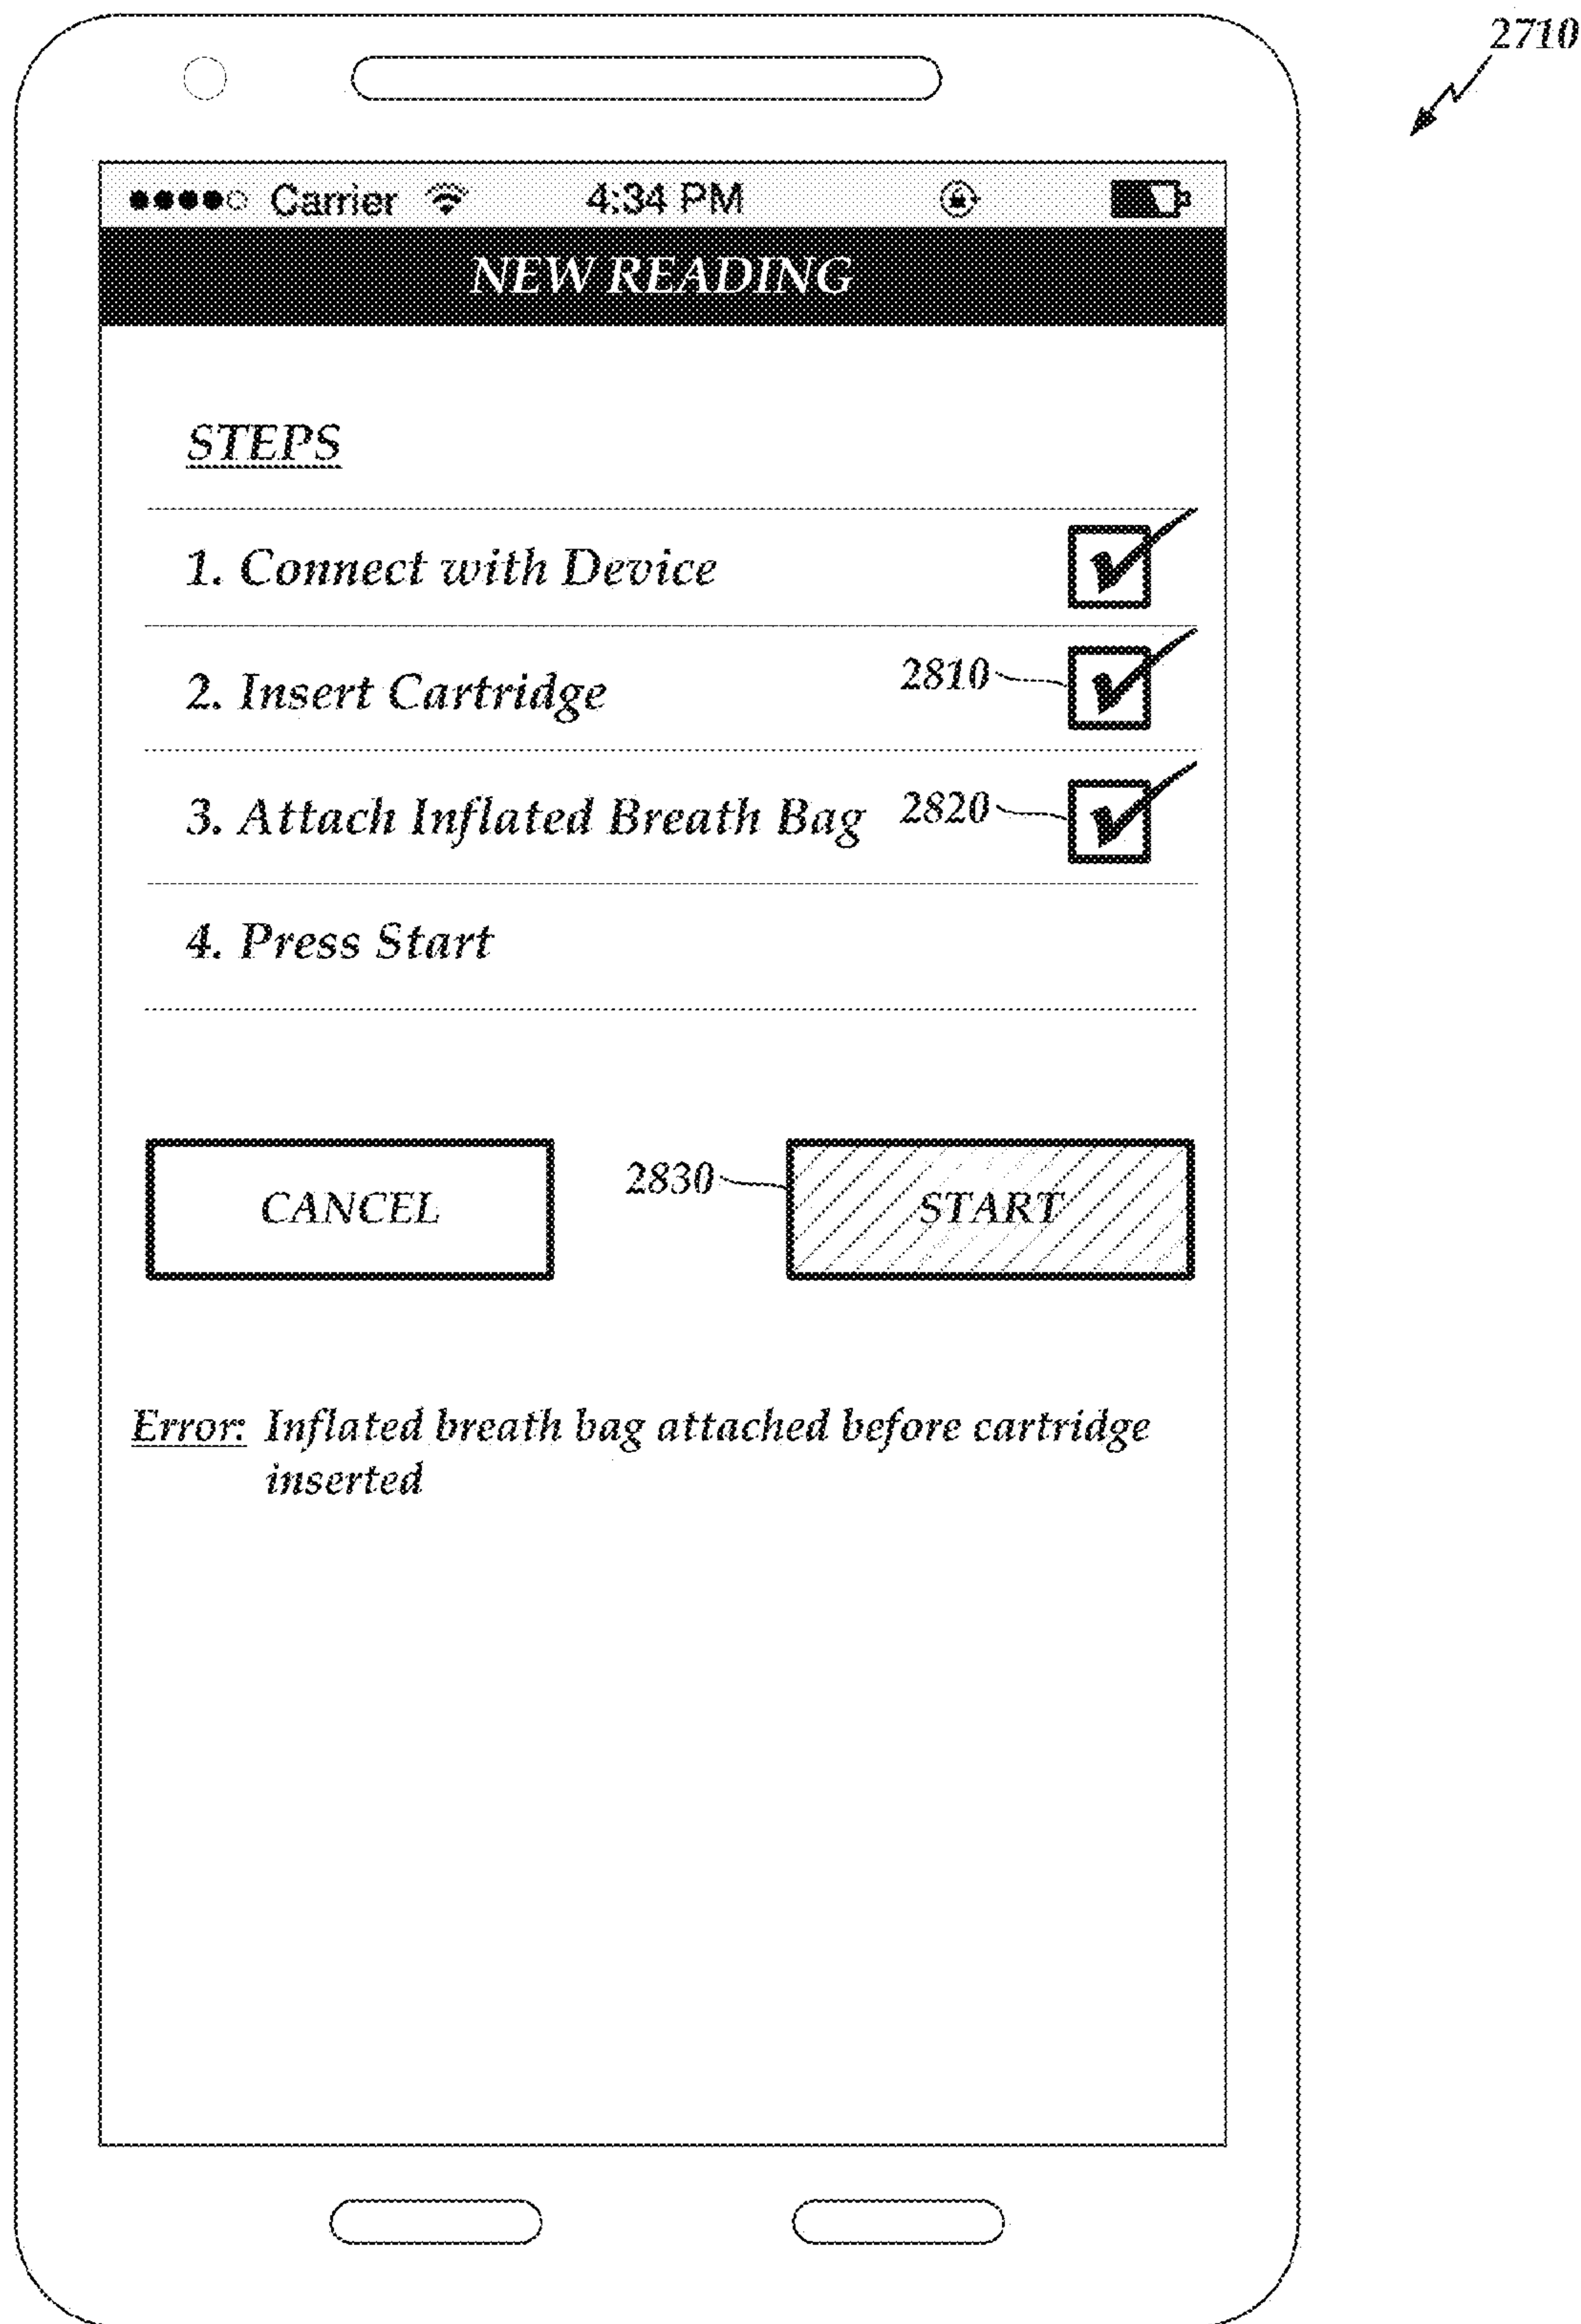 2710
Carrier 4:34 PM
NEW READING
STEPS
1. Connect with Device
2. Insert Cartridge 2810
3. Attach Inflated Breath Bag 2820
4. Press Start
CANCEL 2830 START
Error: Inflated breath bag attached before cartridge
inserted